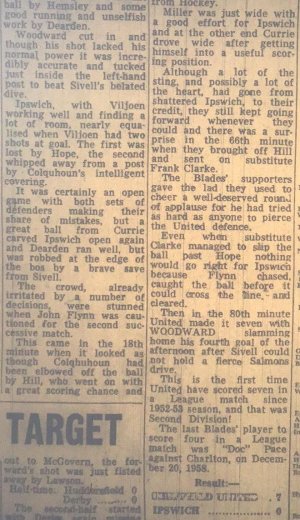 ball by Hemsley and some
good running and unselfish
work by Dearden.
Woodward cut in and
though his shot lacked his
normal power it was incre-
dibly accurate and tucked
just inside the left-hand
post to beat Sivell's belated
dive.
Ipswich, with Viljoen
working well and finding a
lot of room, nearly equa-
lised when Viljoen had two
shots at goal. The first was
lost by Hope, the second
whipped away from a post
by Colquhoun's intelligent
covering.
It was certainly an open
game with both sets of
defenders making their
share of mistakes, but a
great ball from Currie
carved Ipswich open again
and Dearden ran well, but
was robbed at the edge of
the box by a brave save
from Sivell.
The crowd, already
irritated by a number of
decisions, were stunned
when John Flynn was cau-
tioned for the second suc-
cessive match.
This came in the 18th
minute when it looked as
though Colquhoun had
been elbowed off the ball
by Hill, who went on with
a great scoring chance and
TARGET
out to McGovern, the for-
ward's shot was just fisted
away by Lawson.
Half-time: Huddersfield 0
Derby 0
The second-half started
from Hockey.
Miller was just wide with
a good effort for Ipswich
and at the other end Currie
drove wide after getting
himself into a useful scor-
ing position.
Although a lot of the
sting, and possibly a lot of
the heart, had gone from
shattered Ipswich, to their
credit, they still kept going
forward whenever they
could and there was a sur-
prise in the 66th minute
when they brought off Hill
and sent on substitute
Frank Clarke.
The Blades' supporters
gave the lad they used to
cheer a well-deserved round
of applause for he had tried
as hard as anyone to pierce
the United defence.
Even when substitute
Clarke managed to slip the
ball past Hope nothing
would go right for Ipswich
because Flynn chased,
caught the ball before it
could cross the line and
cleared.
Then in the 80th minute
United made it seven with
WOODWARD slamming
home his fourth goal of the
afternoon after Sivell could
not hold a fierce Salmons
drive.
This is the first time
United have scored seven in
a League match since
1952-53 season, and that was
Second Division!
The last Blades' player to
score four in a League
match was "Doc" Pace
against Charlton, on Decem-
ber 20, 1958.
Result:—
SHEFFIELD UNITED . 7
IPSWICH 0